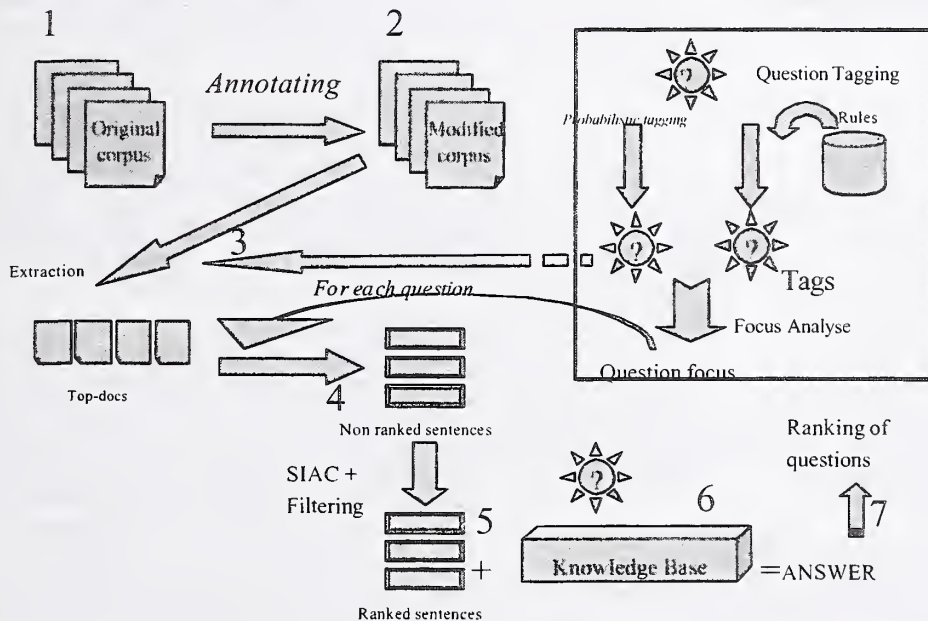 1
2
Annotating
Original
corpus
Modified
corpus
?
Question Tagging
Probabilistic tagging
Rules
3
?
?
Extraction
Tags
For each question
Focus Analyse
Question focus
Top-docs
4
Non ranked sentences
Ranking of
questions
SIAC +
Filtering
?
5
6
7
+
Knowledge Base
=ANSWER
Ranked sentences